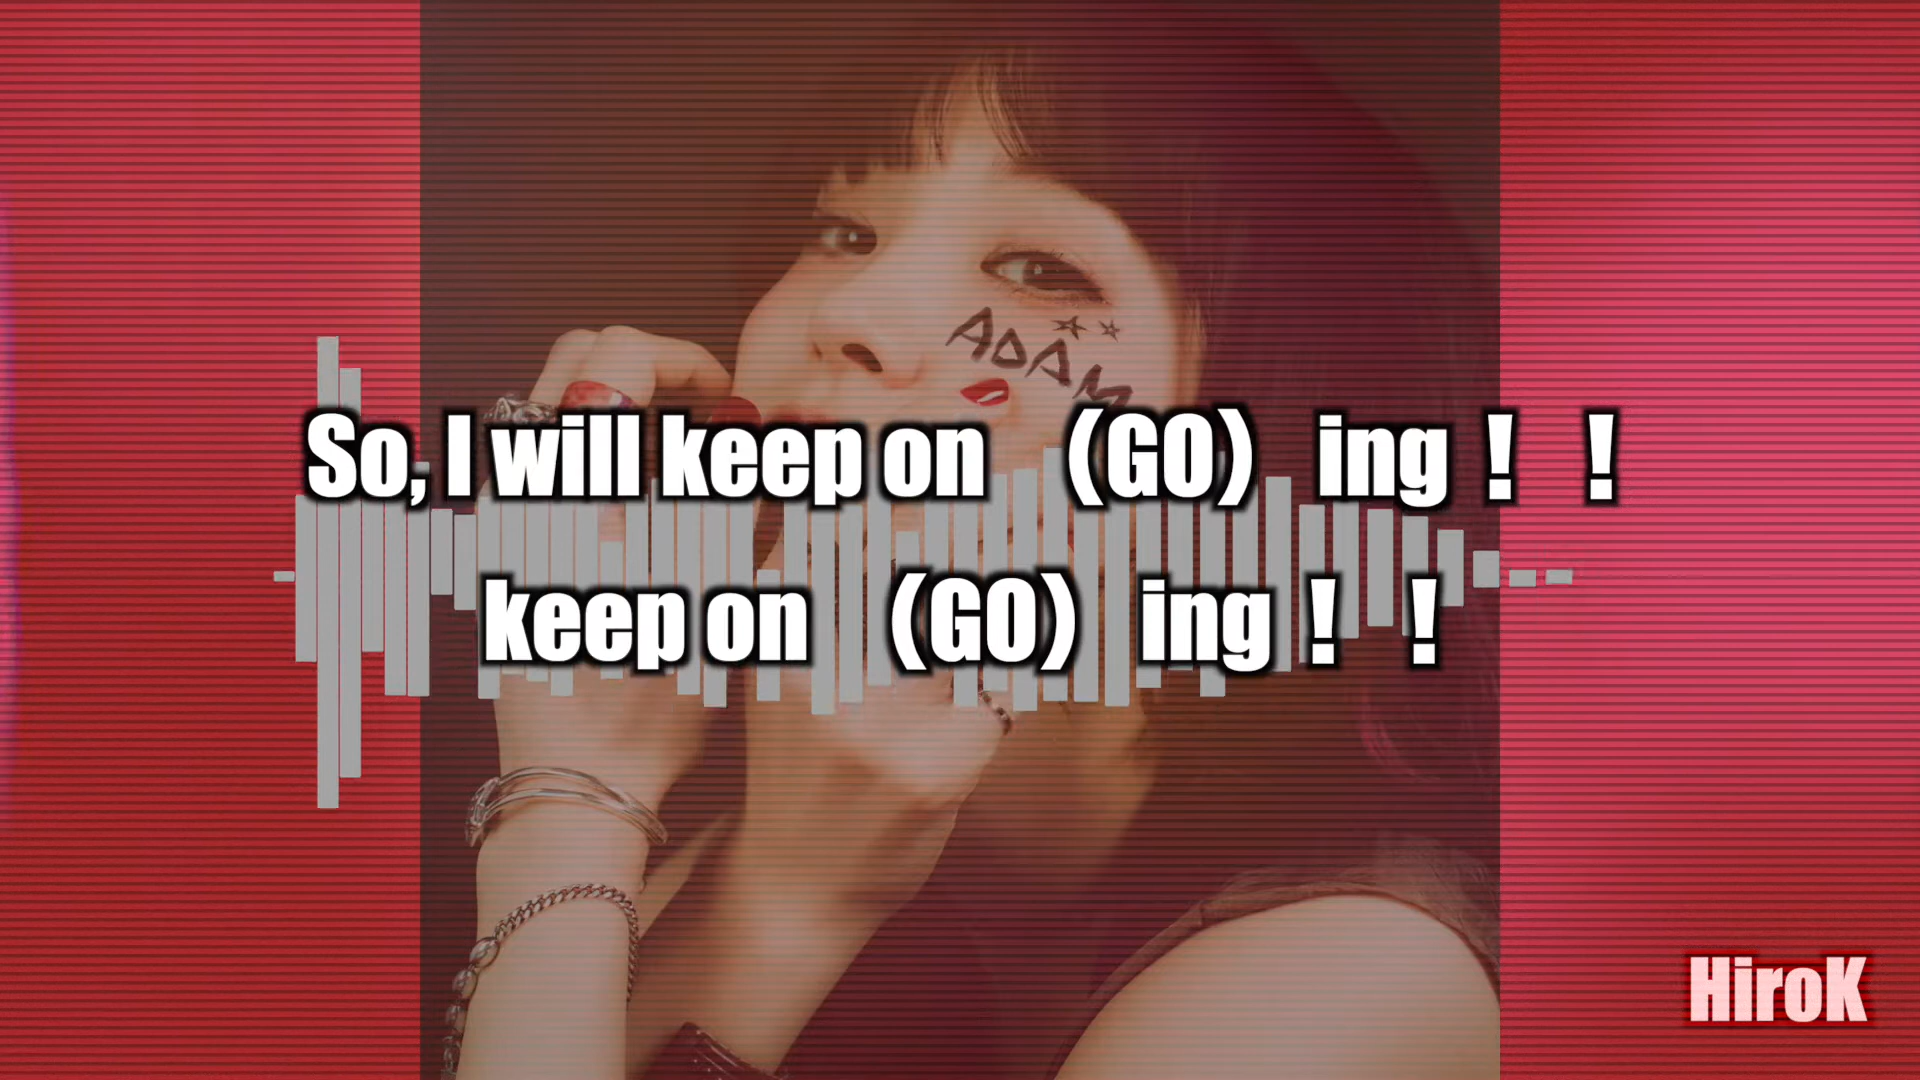 ADAM
So, I will keep on （GO） ing！ ！
keep on （GO） ing！ ！
HiroK